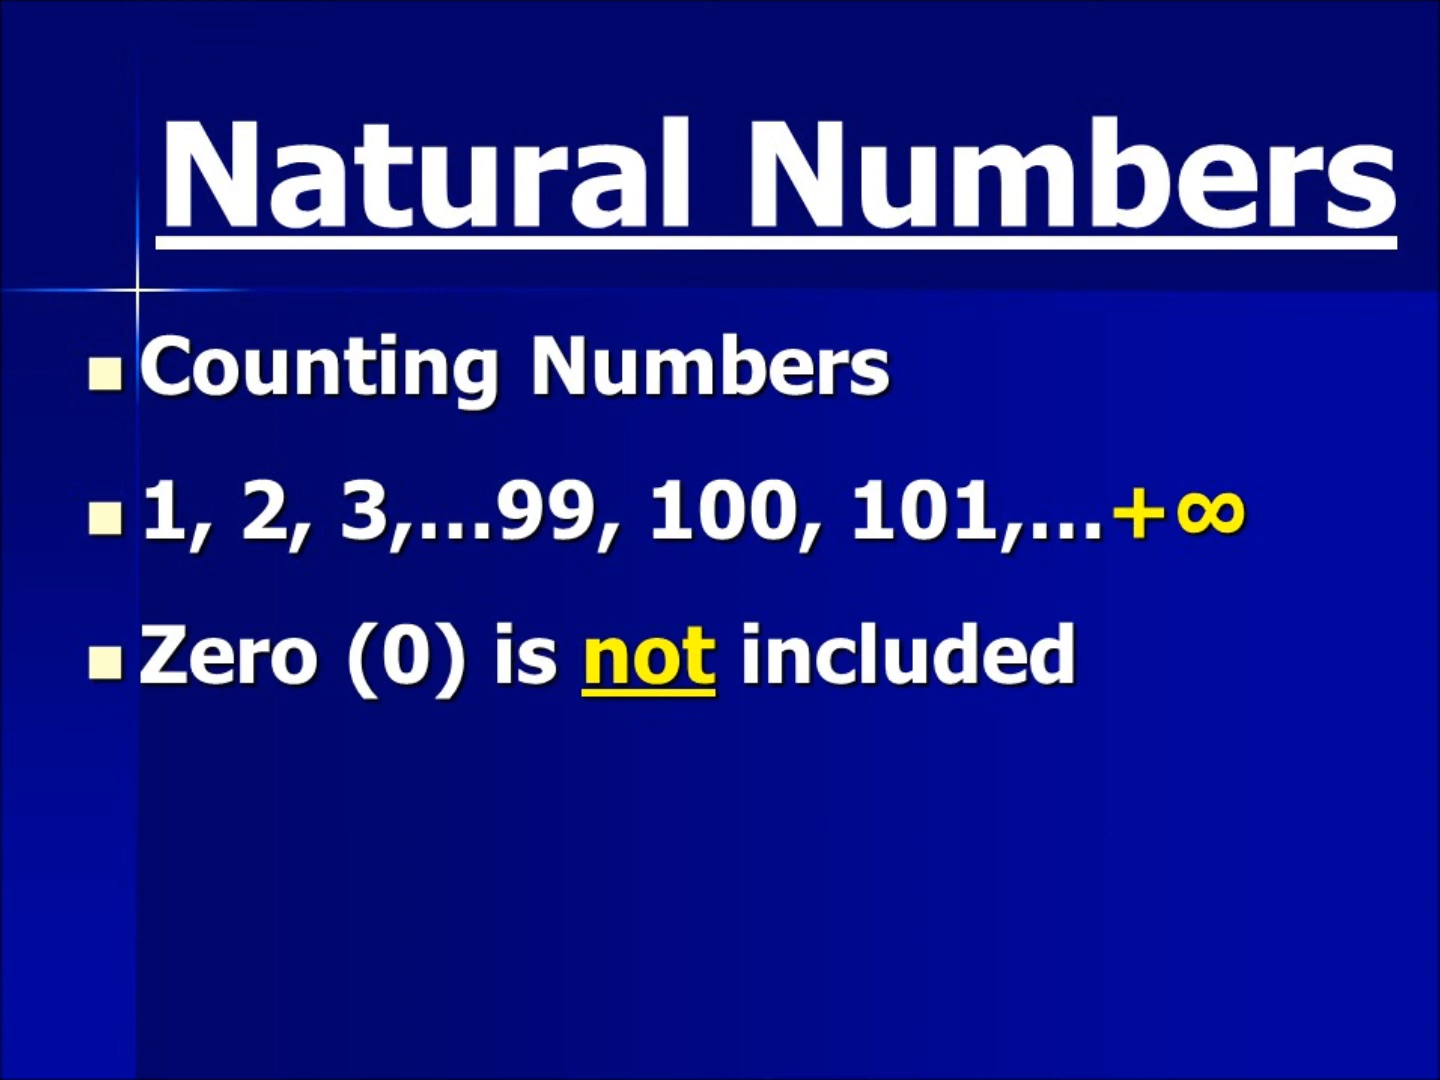 Natural Numbers
Counting Numbers
1, 2, 3,...99, 100, 101,...+∞
Zero (0) is not included